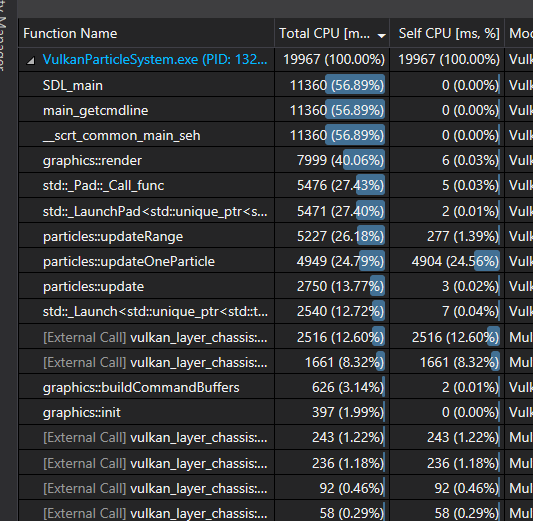 ty Manager
Function Name Total CPU [m... Self CPU [ms, %] Moc
VulkanParticleSystem.exe (PID: 132... 19967 (100.00%) 19967 (100.00%) Vulk
SDL_main 11360 (56.89%) 0 (0.00%) Vulk
main_getcmdline 11360 (56.89%) 0 (0.00%) Vulk
__scrt_common_main_seh 11360 (56.89%) 0 (0.00%) Vulk
graphics::render 7999 (40.06%) 6 (0.03%) Vulk
std::_Pad::_Call_func 5476 (27.43%) 5 (0.03%) Vulk
std::_LaunchPad<std::unique_ptr<s... 5471 (27.40%) 2 (0.01%) Vulk
particles::updateRange 5227 (26.18%) 277 (1.39%) Vulk
particles::updateOneParticle 4949 (24.79%) 4904 (24.56%) Vulk
particles::update 2750 (13.77%) 3 (0.02%) Vulk
std::_Launch<std::unique_ptr<std::t... 2540 (12.72%) 7 (0.04%) Vulk
[External Call] vulkan_layer_chassis:... 2516 (12.60%) 2516 (12.60%) Vulk
[External Call] vulkan_layer_chassis:... 1661 (8.32%) 1661 (8.32%) Vulk
graphics::buildCommandBuffers 626 (3.14%) 2 (0.01%) Vulk
graphics::init 397 (1.99%) 0 (0.00%) Vulk
[External Call] vulkan_layer_chassis:... 243 (1.22%) 243 (1.22%) Mul
[External Call] vulkan_layer_chassis:... 236 (1.18%) 236 (1.18%) Mul
[External Call] vulkan_layer_chassis:... 92 (0.46%) 92 (0.46%) Mul
[External Call] vulkan_layer_chassis:... 58 (0.29%) 58 (0.29%) Mul